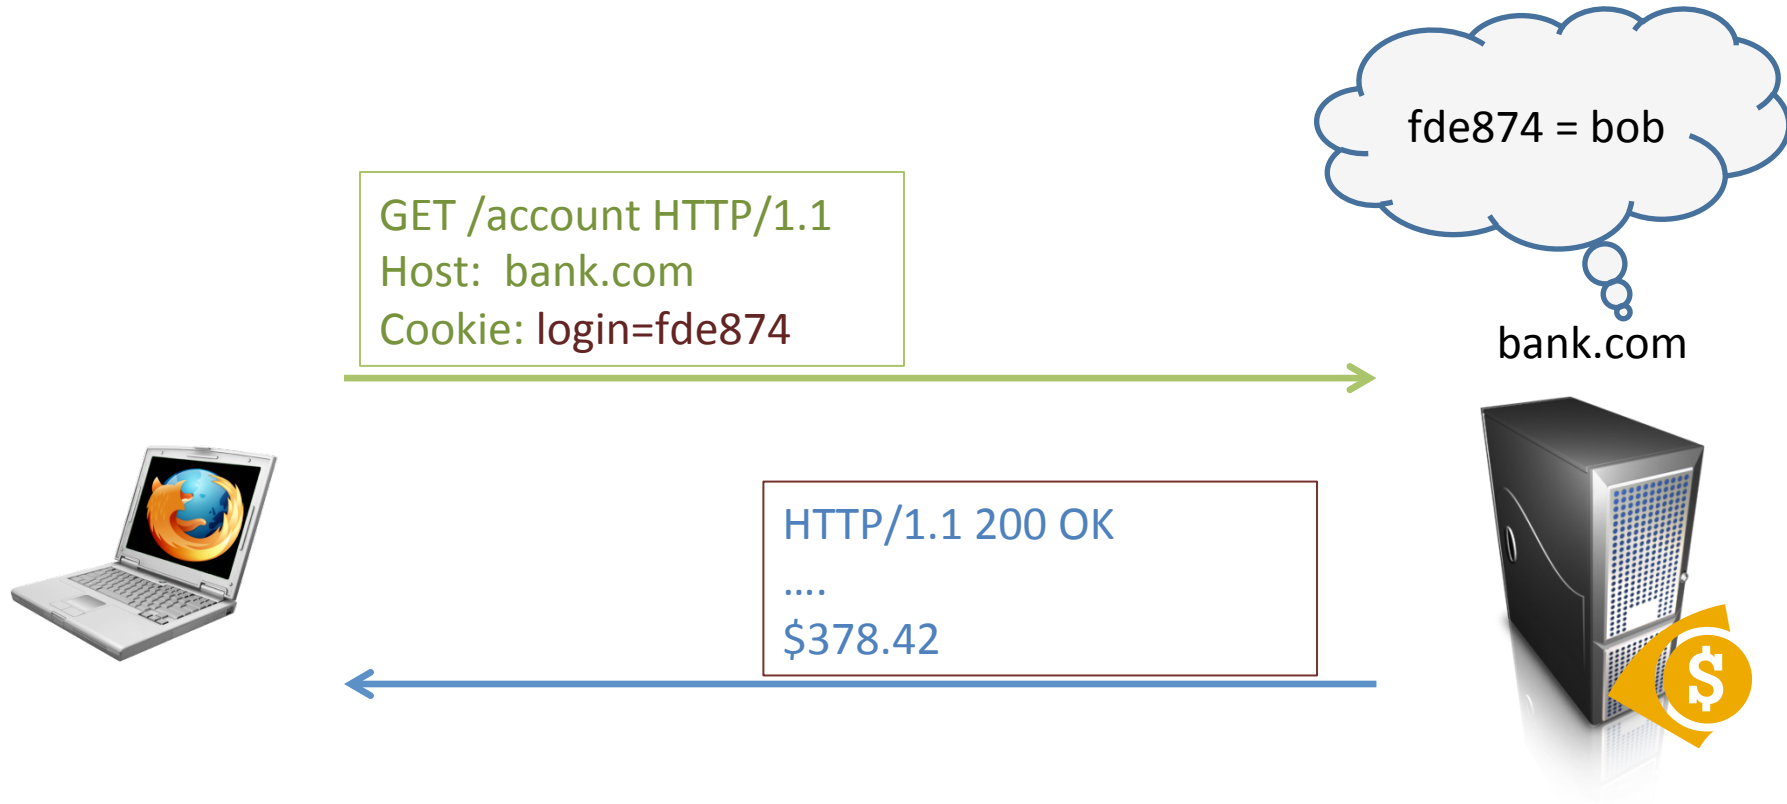 fde874 = bob
GET /account HTTP/1.1
Host:  bank.com
Cookie: login=fde874
bank.com
HTTP/1.1 200 OK
....
$378.42
$